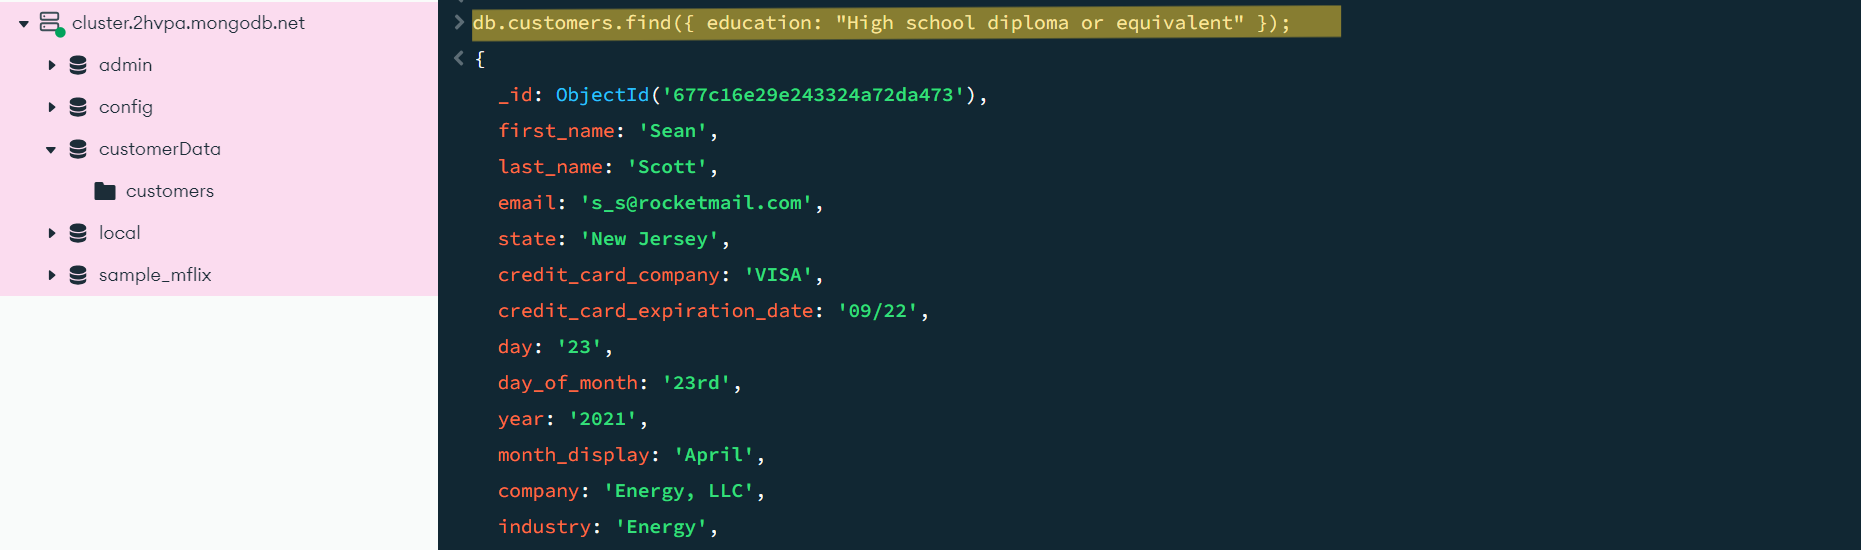 cluster.2hvpa.mongodb.net
admin
config
customerData
customers
local
sample_mflix
db.customers.find({ education: "High school diploma or equivalent" });
{
_id: ObjectId('677c16e29e243324a72da473'),
first_name: 'Sean',
last_name: 'Scott',
email: 's_s@rocketmail.com',
state: 'New Jersey',
credit_card_company: 'VISA',
credit_card_expiration_date: '09/22',
day: '23',
day_of_month: '23rd',
year: '2021',
month_display: 'April',
company: 'Energy, LLC',
industry: 'Energy',